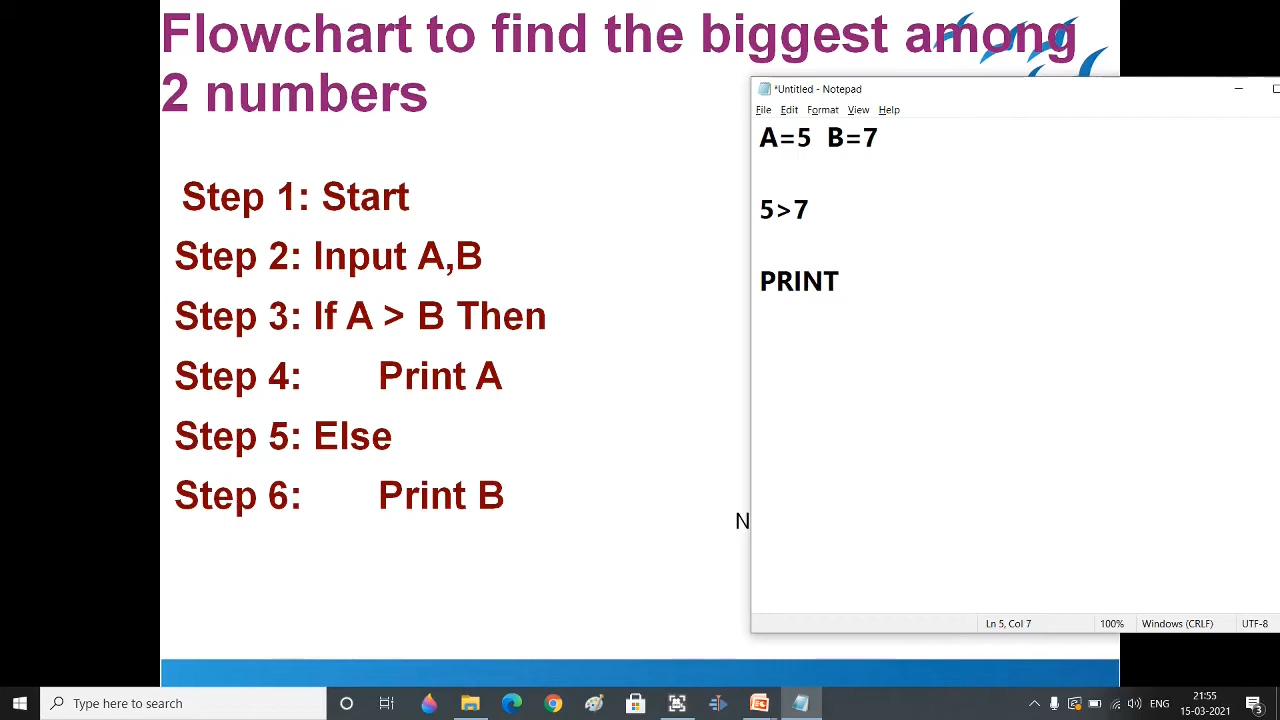 Flowchart to find the biggest among
2 numbers
Step 1: Start
Step 2: Input A,B
Step 3: If A > B Then
Step 4: Print A
Step 5: Else
Step 6: Print B
N
*Untitled - Notepad
File Edit Format View Help
A=5 B=7
5>7
PRINT
Ln 5, Col 7 100% Windows (CRLF) UTF-8
Type here to search
21:55
15-03-2021
3